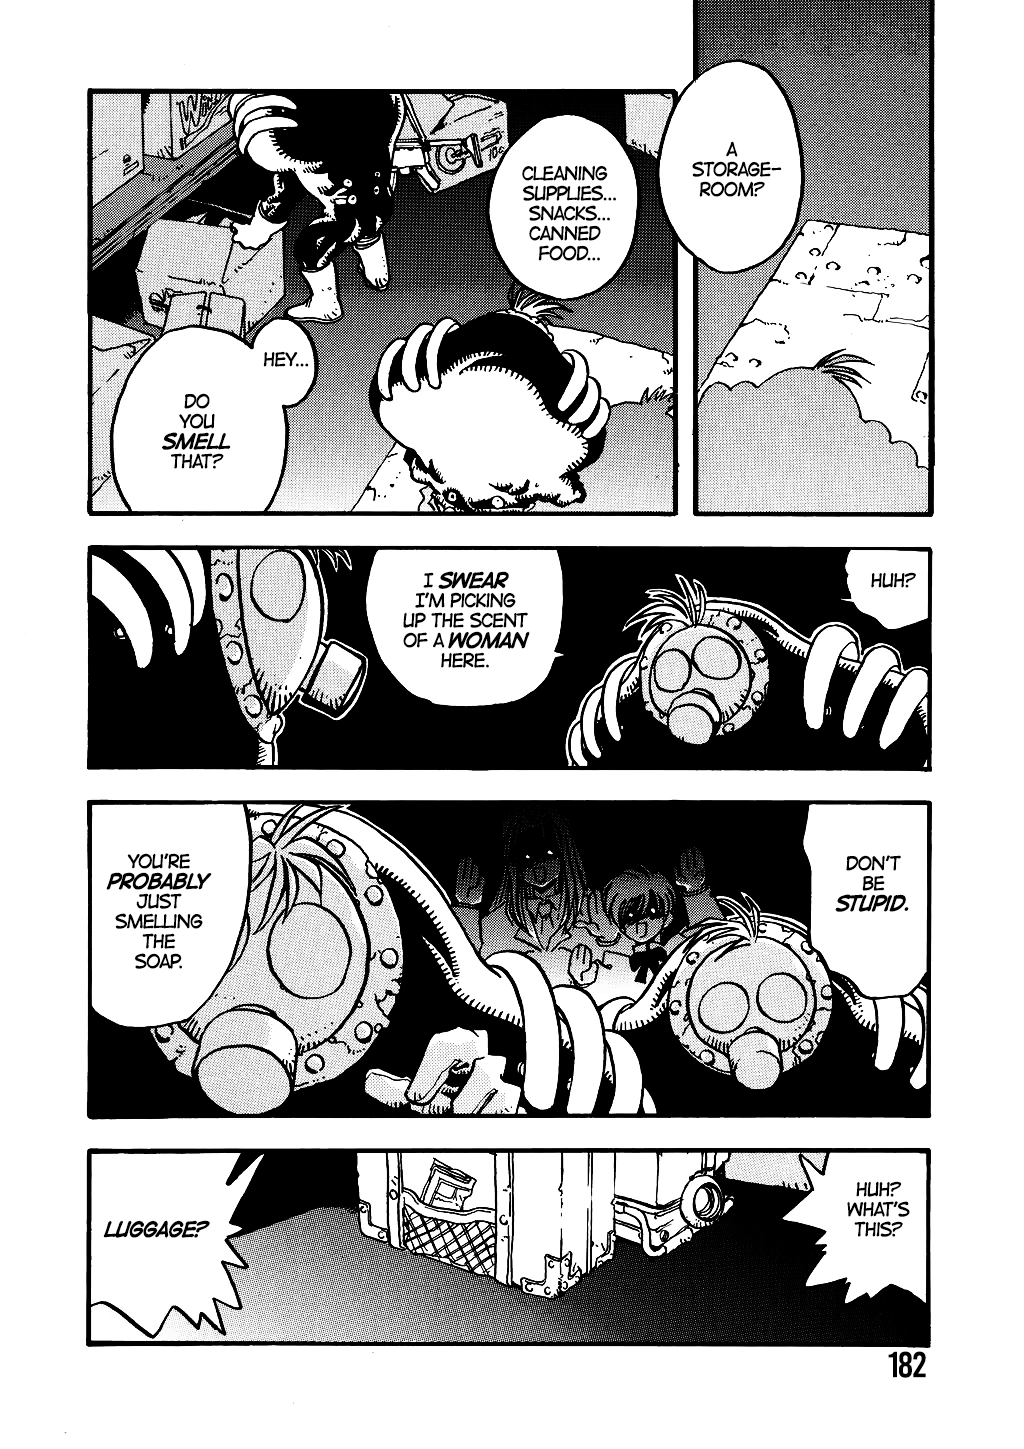 A
STORAGE-
ROOM?
CLEANING
SUPPLIES...
SNACKS...
CANNED
FOOD...
HEY...
DO
YOU
SMELL
THAT?
HUH?
I SWEAR
I'M PICKING
UP THE SCENT
OF A WOMAN
HERE.
DON'T
BE
STUPID.
YOU'RE
PROBABLY
JUST
SMELLING
THE
SOAP.
HUH?
WHAT'S
THIS?
LUGGAGE?
182